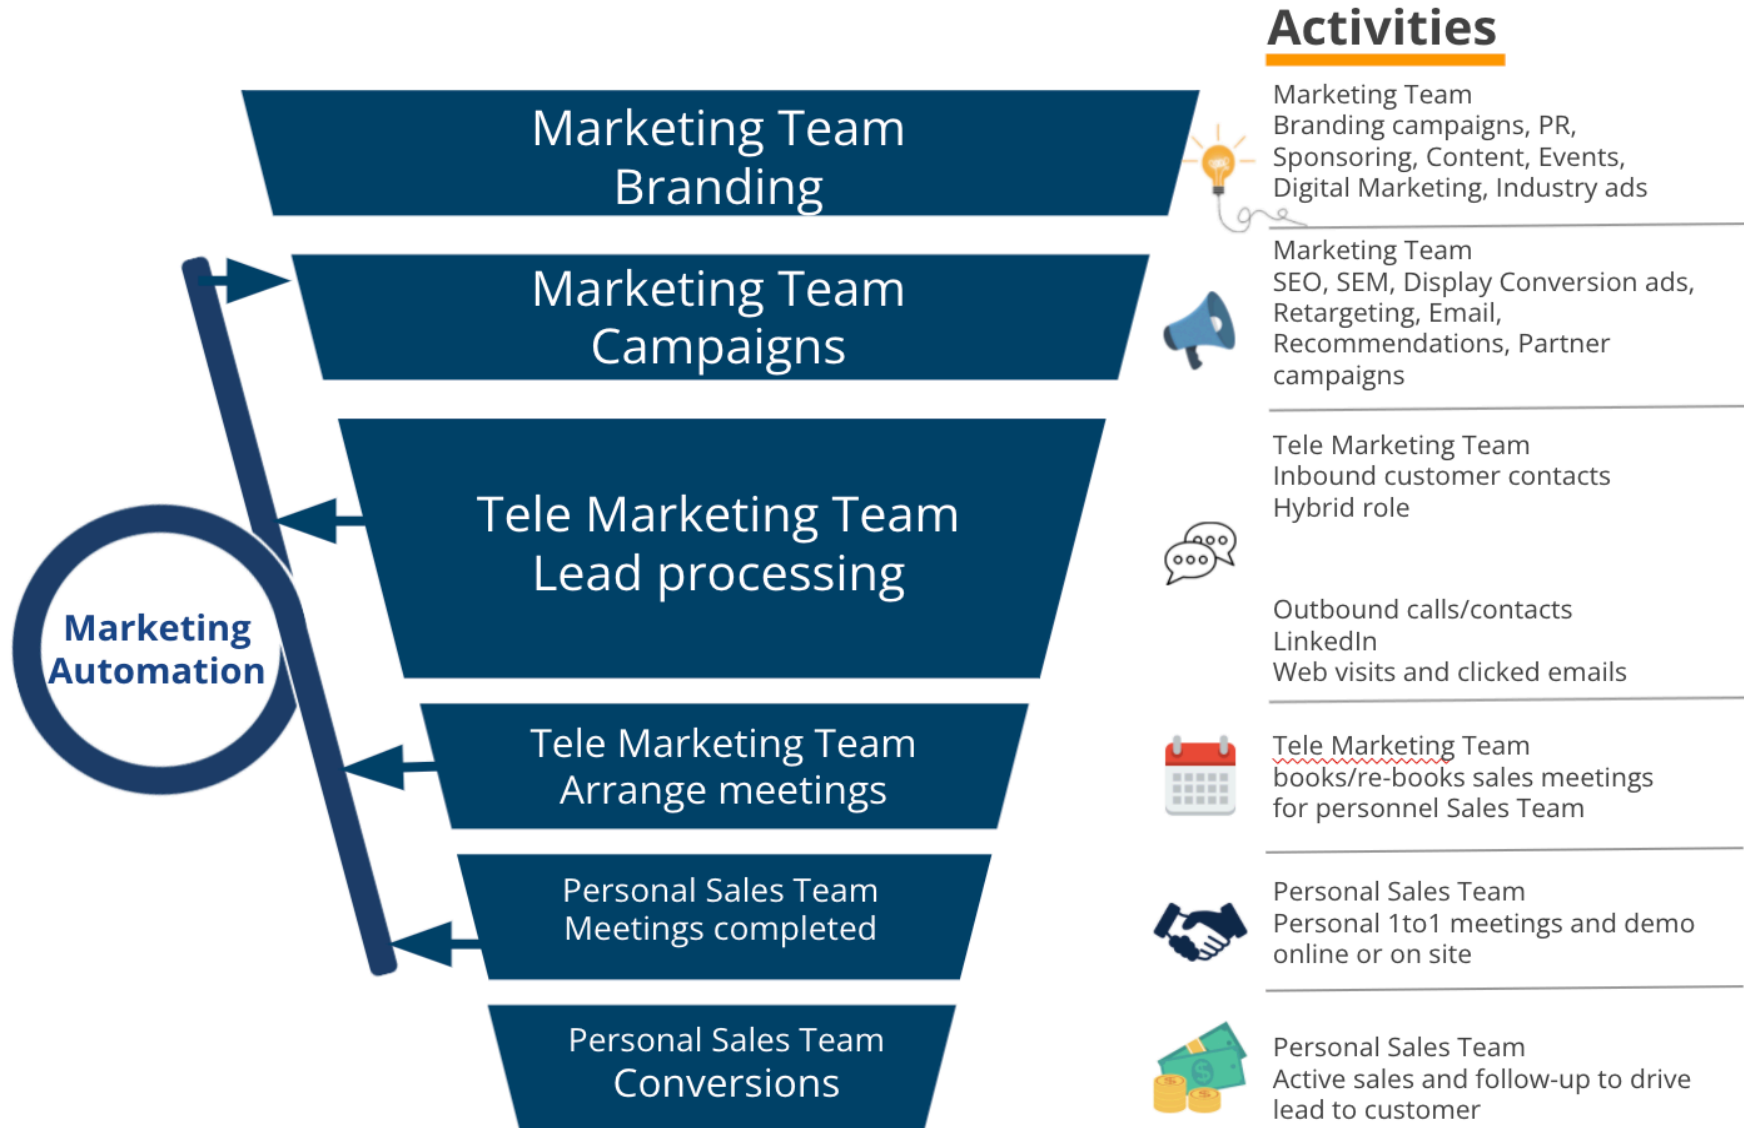 Activities
Marketing Team
Branding
Marketing Team
Branding campaigns, PR,
Sponsoring, Content, Events,
Digital Marketing, Industry ads
Marketing Team
Campaigns
Marketing Team
SEO, SEM, Display Conversion ads,
Retargeting, Email,
Recommendations, Partner
campaigns
Tele Marketing Team
Lead processing
Tele Marketing Team
Inbound customer contacts
Hybrid role
Outbound calls/contacts
LinkedIn
Web visits and clicked emails
Marketing
Automation
Tele Marketing Team
Arrange meetings
Tele Marketing Team
books/re-books sales meetings
for personnel Sales Team
Personal Sales Team
Meetings completed
Personal Sales Team
Personal 1to1 meetings and demo
online or on site
Personal Sales Team
Conversions
Personal Sales Team
Active sales and follow-up to drive
lead to customer